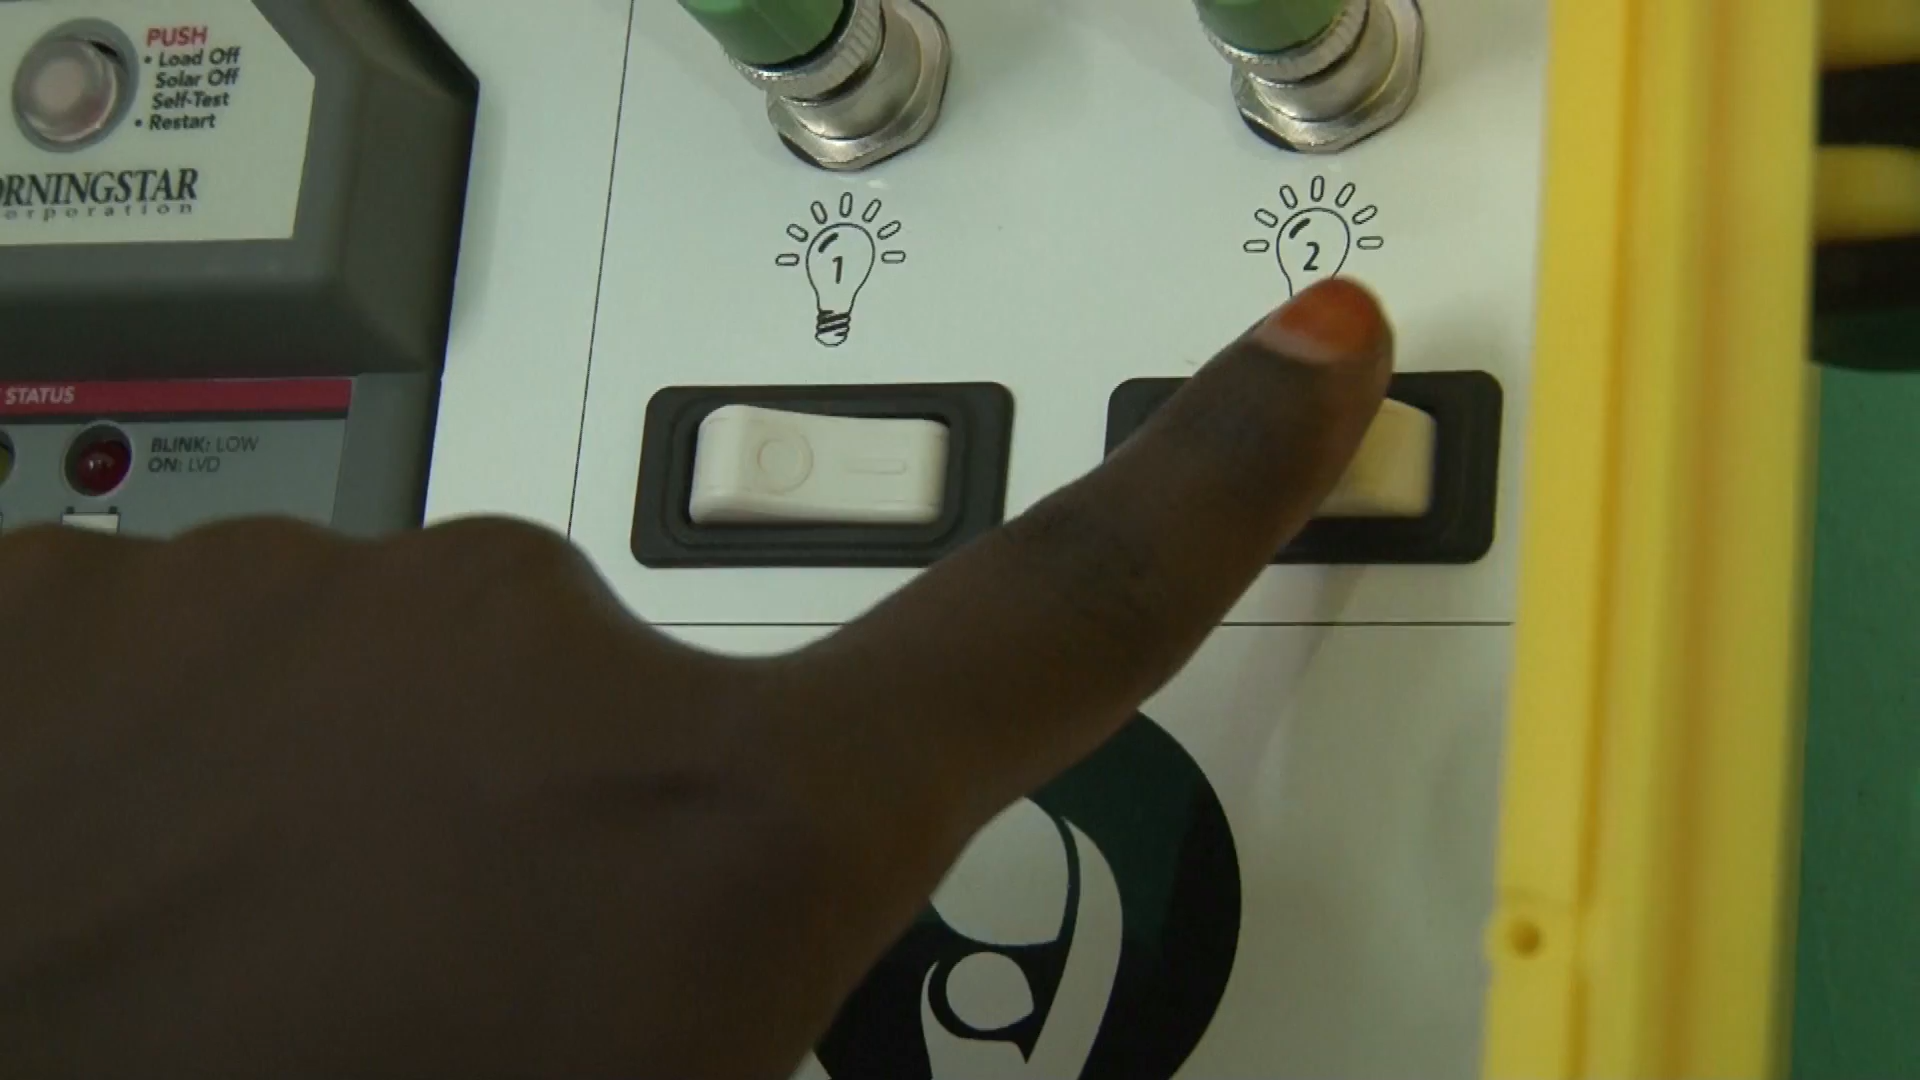 PUSH
• Load Off
Solar Off
Self-Test
• Restart
ORNINGSTAR
orporation
1
2
STATUS
BLINK: LOW
ON: LVD